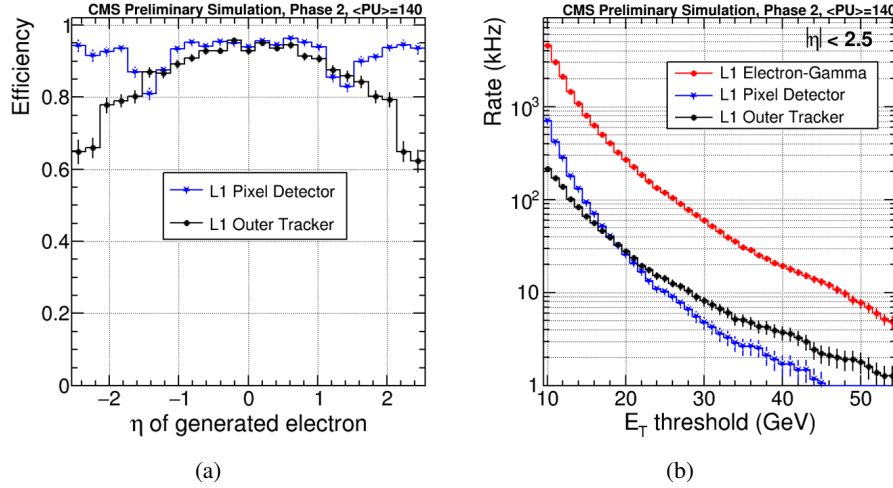 CMS Preliminary Simulation, Phase 2, <PU>=140
Efficiency
1
0.8
0.6
0.4
0.2
0
L1 Pixel Detector
L1 Outer Tracker
−2 −1 0 1 2
η of generated electron
(a)
CMS Preliminary Simulation, Phase 2, <PU>=140
|η| < 2.5
Rate (kHz)
L1 Electron-Gamma
L1 Pixel Detector
L1 Outer Tracker
10³
10²
10
1
10 20 30 40 50
E_T threshold (GeV)
(b)